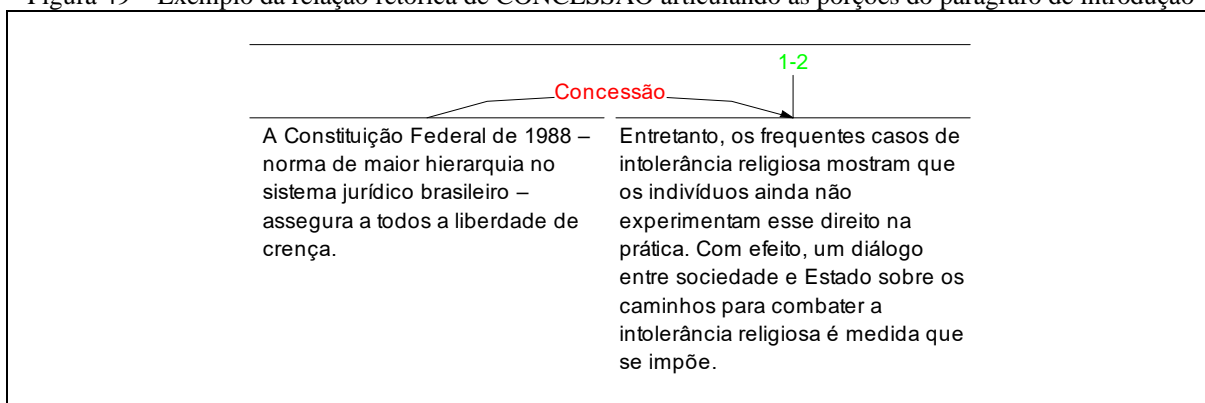 Figura 49 – Exemplo da relação retórica de CONCESSÃO articulando as porções do parágrafo de introdução
1-2
Concessão
A Constituição Federal de 1988 –
norma de maior hierarquia no
sistema jurídico brasileiro –
assegura a todos a liberdade de
crença.
Entretanto, os frequentes casos de
intolerância religiosa mostram que
os indivíduos ainda não
experimentam esse direito na
prática. Com efeito, um diálogo
entre sociedade e Estado sobre os
caminhos para combater a
intolerância religiosa é medida que
se impõe.